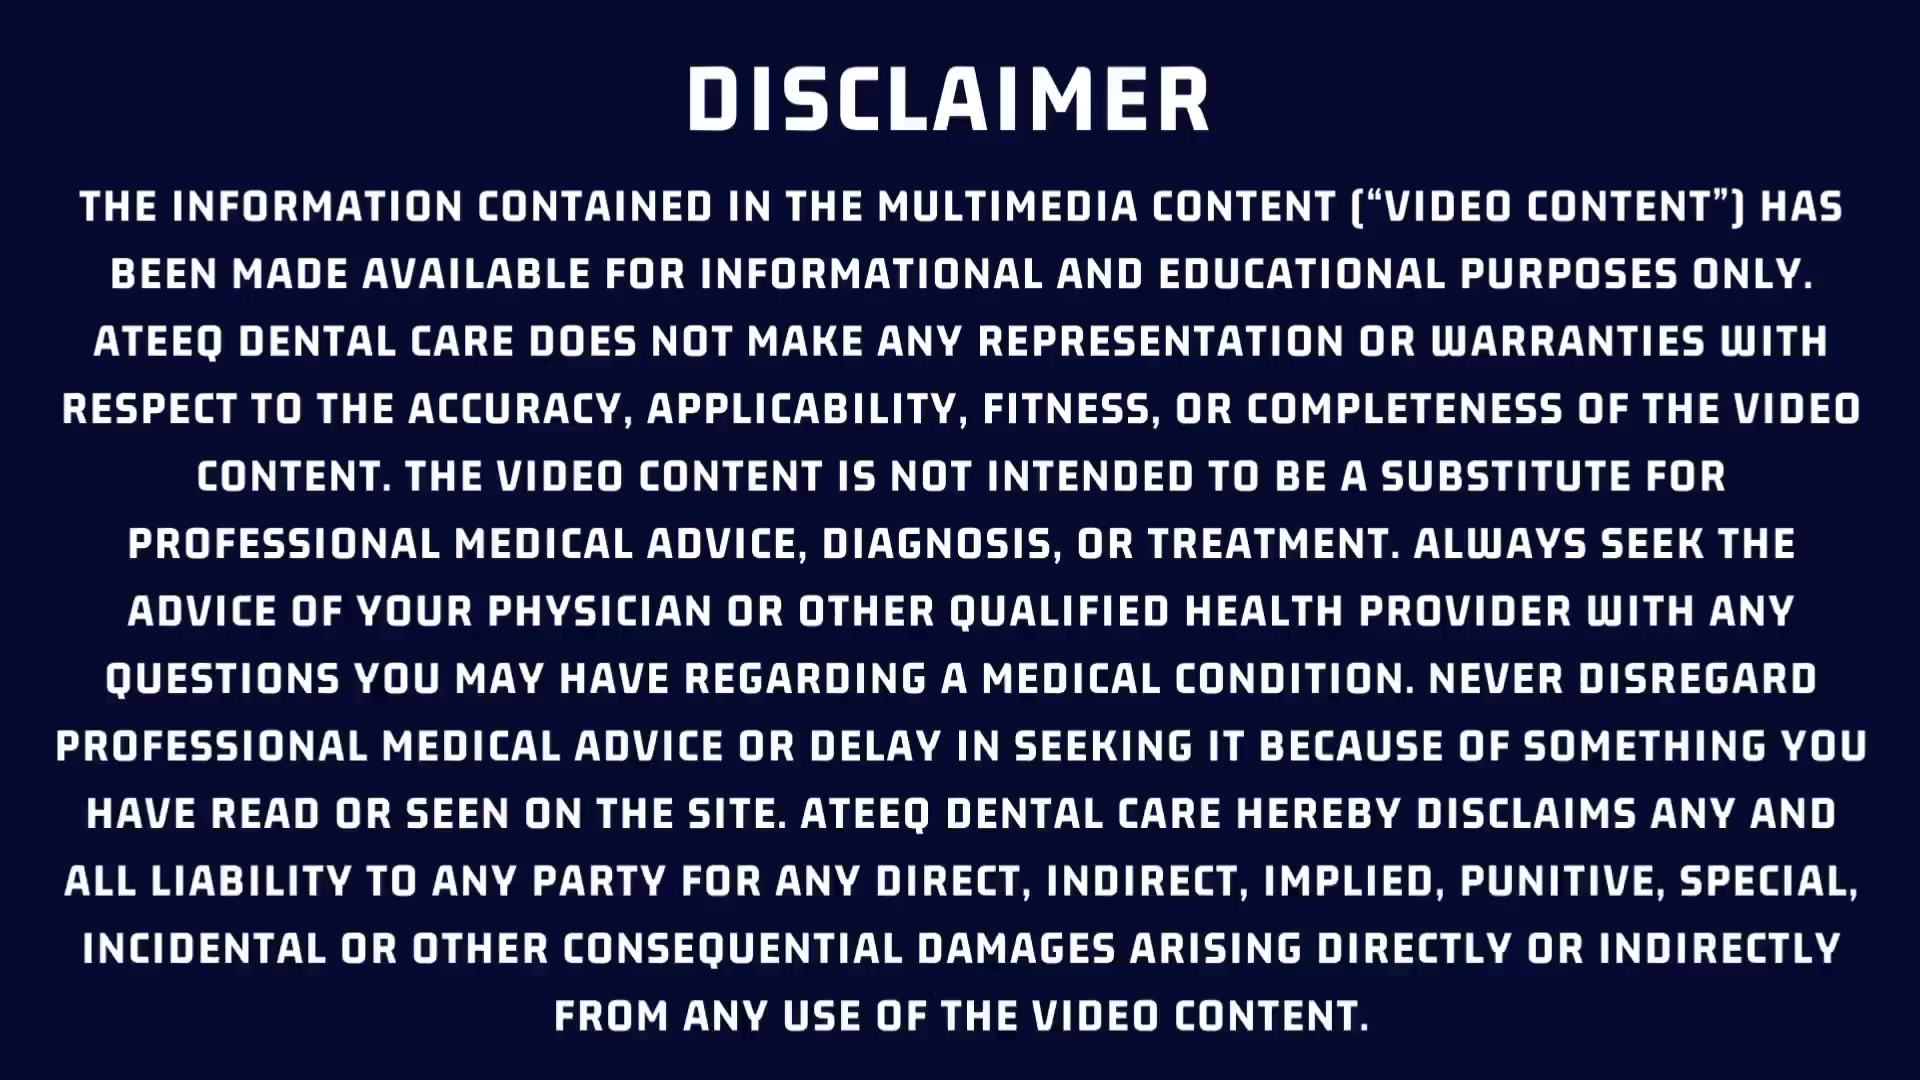 DISCLAIMER
THE INFORMATION CONTAINED IN THE MULTIMEDIA CONTENT (“VIDEO CONTENT”) HAS
BEEN MADE AVAILABLE FOR INFORMATIONAL AND EDUCATIONAL PURPOSES ONLY.
ATEEQ DENTAL CARE DOES NOT MAKE ANY REPRESENTATION OR WARRANTIES WITH
RESPECT TO THE ACCURACY, APPLICABILITY, FITNESS, OR COMPLETENESS OF THE VIDEO
CONTENT. THE VIDEO CONTENT IS NOT INTENDED TO BE A SUBSTITUTE FOR
PROFESSIONAL MEDICAL ADVICE, DIAGNOSIS, OR TREATMENT. ALWAYS SEEK THE
ADVICE OF YOUR PHYSICIAN OR OTHER QUALIFIED HEALTH PROVIDER WITH ANY
QUESTIONS YOU MAY HAVE REGARDING A MEDICAL CONDITION. NEVER DISREGARD
PROFESSIONAL MEDICAL ADVICE OR DELAY IN SEEKING IT BECAUSE OF SOMETHING YOU
HAVE READ OR SEEN ON THE SITE. ATEEQ DENTAL CARE HEREBY DISCLAIMS ANY AND
ALL LIABILITY TO ANY PARTY FOR ANY DIRECT, INDIRECT, IMPLIED, PUNITIVE, SPECIAL,
INCIDENTAL OR OTHER CONSEQUENTIAL DAMAGES ARISING DIRECTLY OR INDIRECTLY
FROM ANY USE OF THE VIDEO CONTENT.